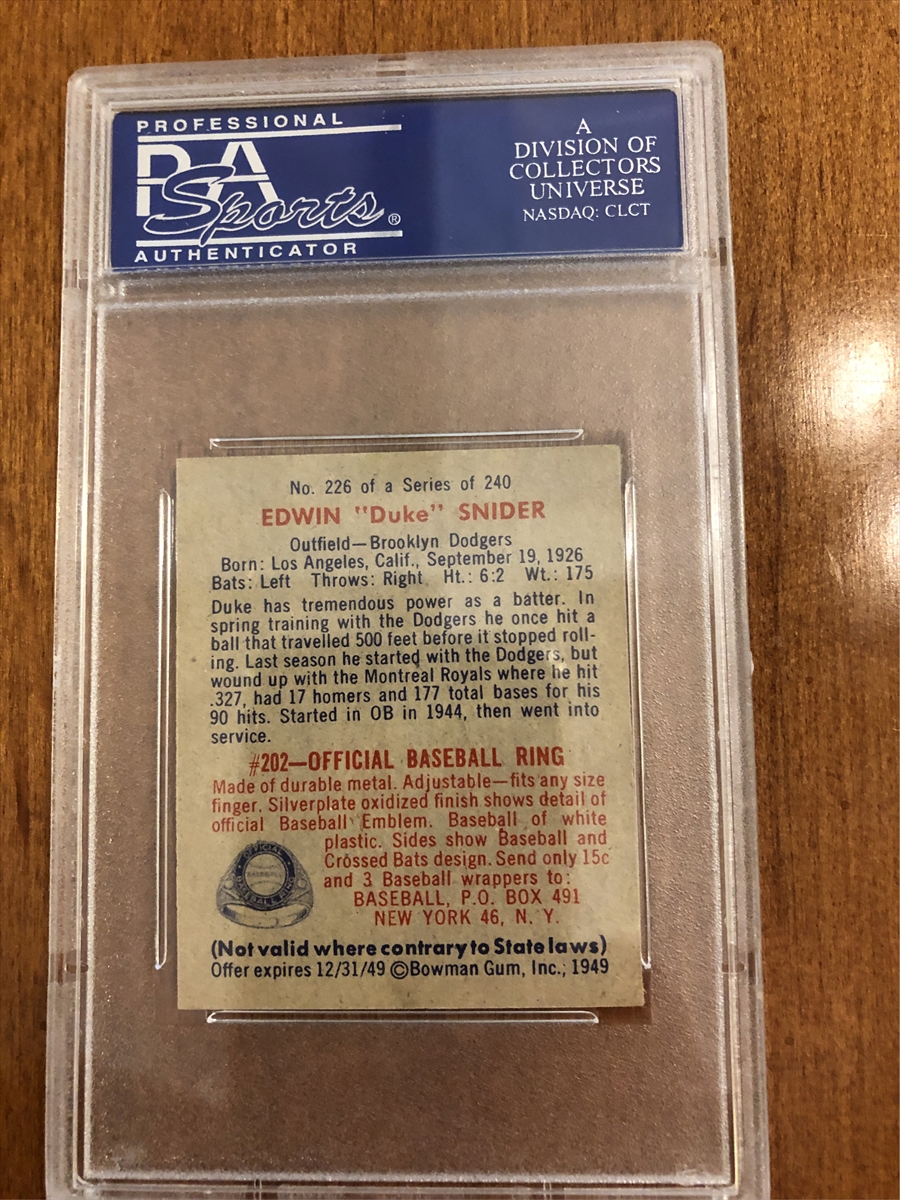 PROFESSIONAL
PSA
Sports®
AUTHENTICATOR
A
DIVISION OF
COLLECTORS
UNIVERSE
NASDAQ: CLCT
No. 226 of a Series of 240
EDWIN "Duke" SNIDER
Outfield—Brooklyn Dodgers
Born: Los Angeles, Calif., September 19, 1926
Bats: Left Throws: Right Ht.: 6:2 Wt.: 175
Duke has tremendous power as a batter. In
spring training with the Dodgers he once hit a
ball that travelled 500 feet before it stopped roll-
ing. Last season he started with the Dodgers, but
wound up with the Montreal Royals where he hit
.327, had 17 homers and 177 total bases for his
90 hits. Started in OB in 1944, then went into
service.
#202—OFFICIAL BASEBALL RING
Made of durable metal. Adjustable—fits any size
finger. Silverplate oxidized finish shows detail of
official Baseball Emblem. Baseball of white
plastic. Sides show Baseball and
Crossed Bats design. Send only 15c
and 3 Baseball wrappers to:
BASEBALL, P.O. BOX 491
NEW YORK 46, N. Y.
OFFICIAL
BASEBALL
BASEBALL RING
(Not valid where contrary to State laws)
Offer expires 12/31/49 ©Bowman Gum, Inc.; 1949